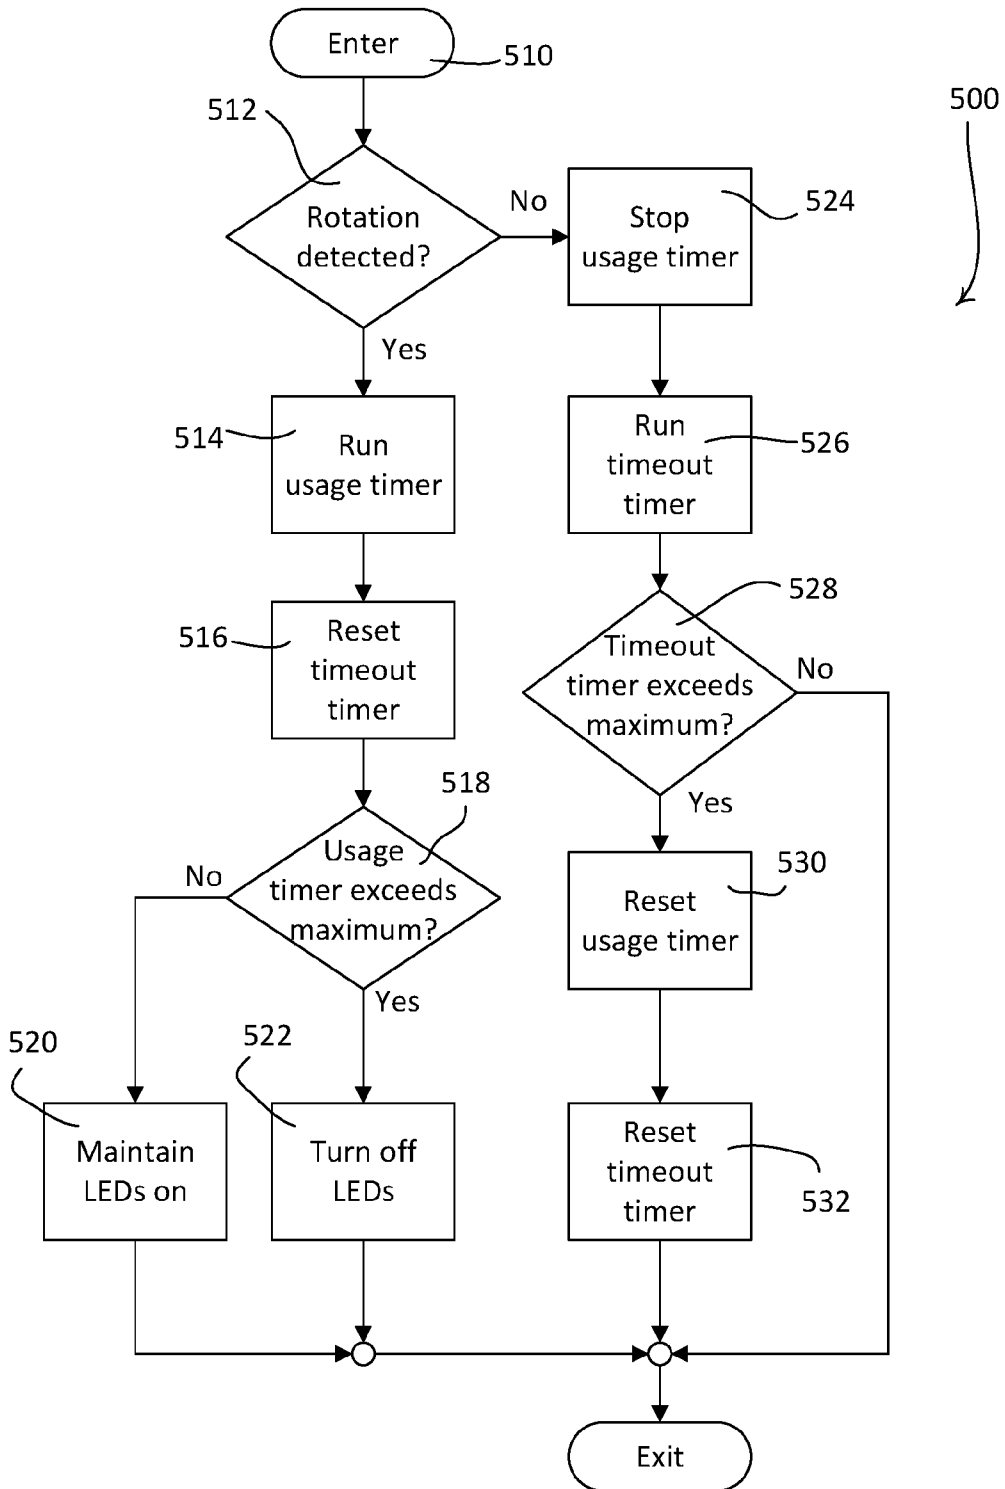 Enter
510
500
512
Rotation
detected?
No
Stop
usage timer
524
Yes
514
Run
usage timer
Run
timeout
timer
526
516
Reset
timeout
timer
528
Timeout
timer exceeds
maximum?
No
518
Usage
timer exceeds
maximum?
No
Yes
Yes
530
Reset
usage timer
520
Maintain
LEDs on
522
Turn off
LEDs
Reset
timeout
timer
532
Exit